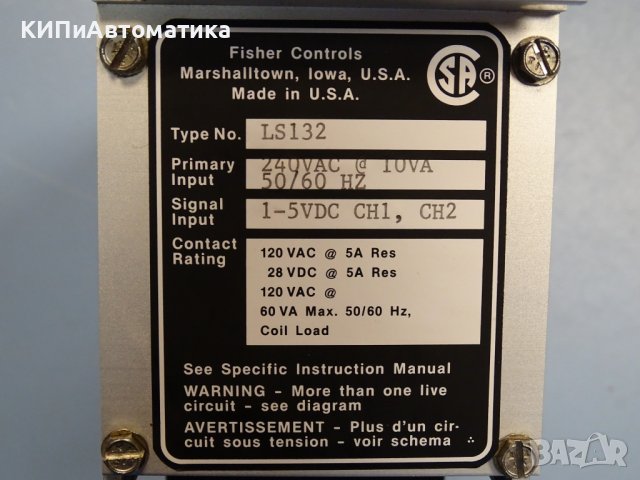 КИПиАвтоматика
Fisher Controls
Marshalltown, Iowa, U.S.A.
Made in U.S.A.
CSA ®
Type No. LS132
Primary Input 240VAC @ 10VA
50/60 HZ
Signal Input 1-5VDC CH1, CH2
Contact Rating
120 VAC @ 5A Res
28 VDC @ 5A Res
120 VAC @
60 VA Max. 50/60 Hz,
Coil Load
See Specific Instruction Manual
WARNING - More than one live
circuit - see diagram
AVERTISSEMENT - Plus d'un cir-
cuit sous tension - voir schema
BAZAR